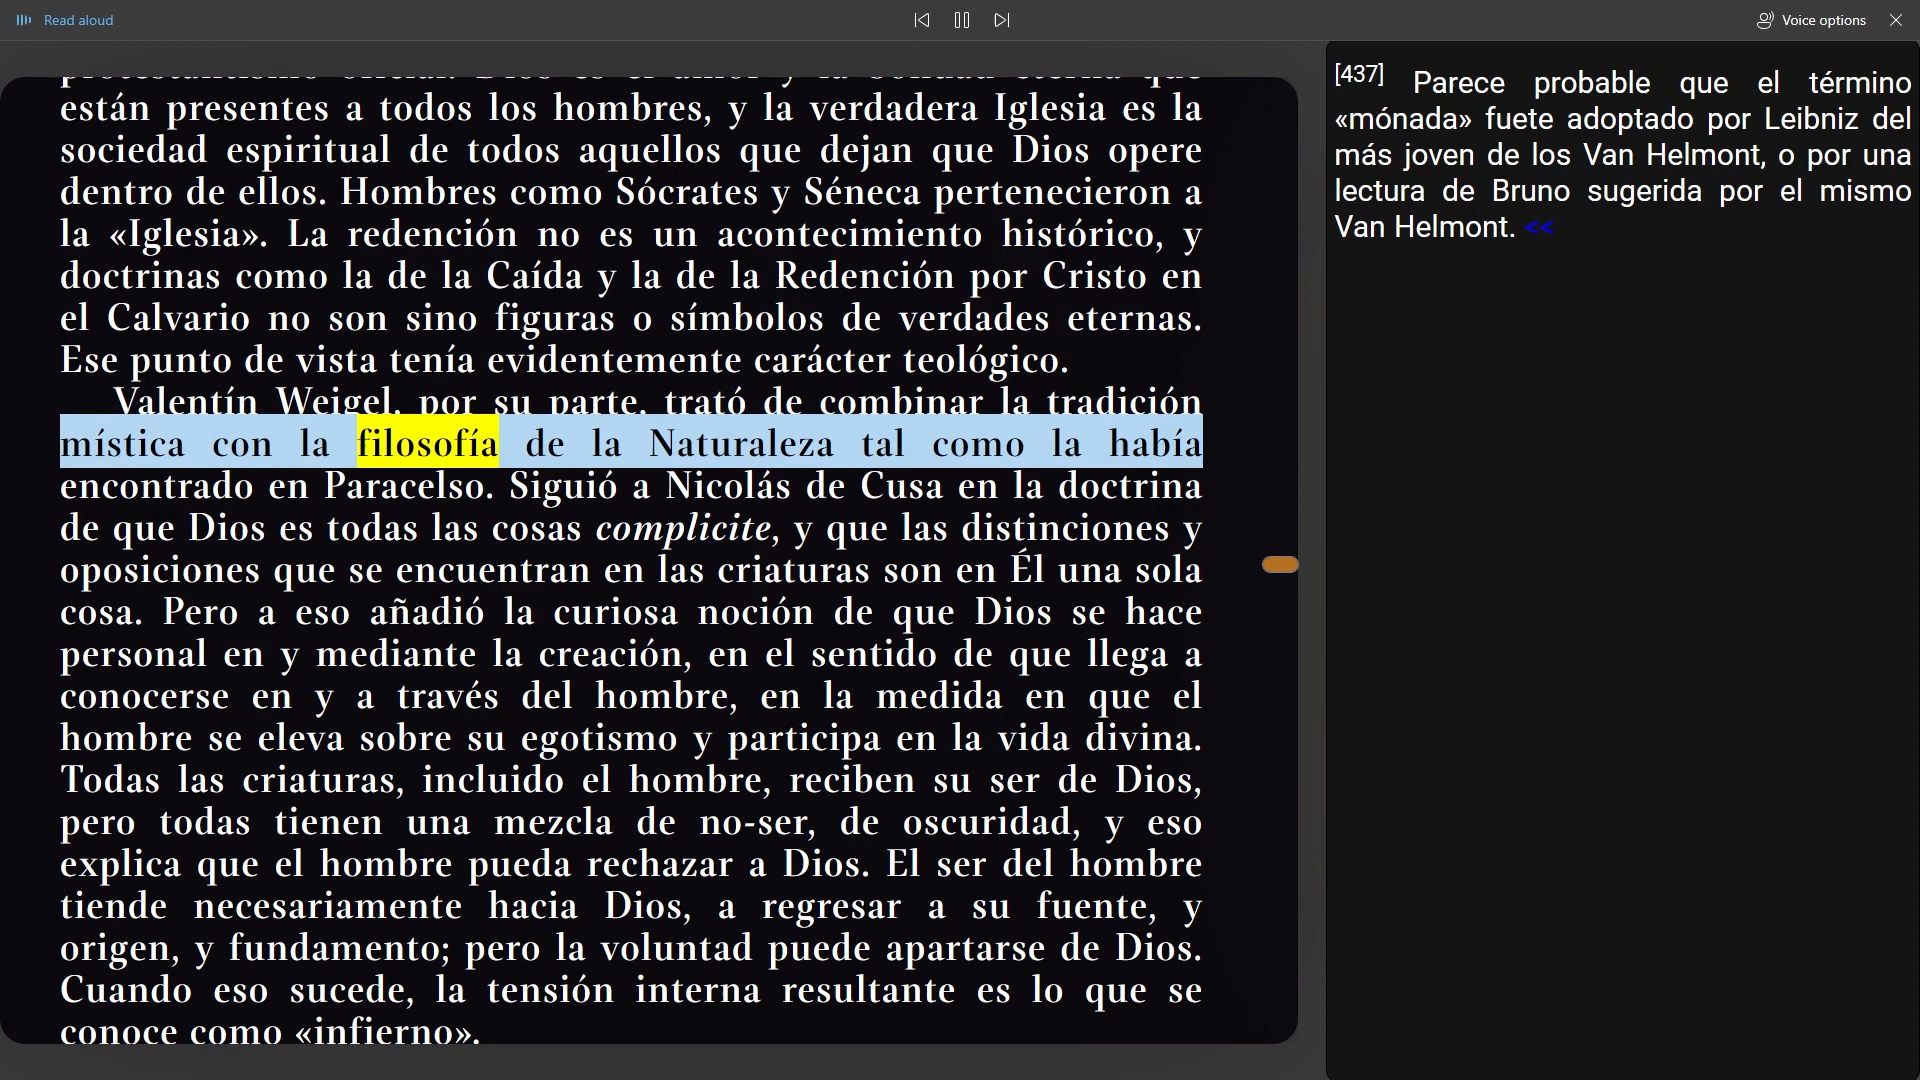 Read aloud
Voice options
protestantismo oficial. Dios es el amor y la bondad eterna que
están presentes a todos los hombres, y la verdadera Iglesia es la
sociedad espiritual de todos aquellos que dejan que Dios opere
dentro de ellos. Hombres como Sócrates y Séneca pertenecieron a
la «Iglesia». La redención no es un acontecimiento histórico, y
doctrinas como la de la Caída y la de la Redención por Cristo en
el Calvario no son sino figuras o símbolos de verdades eternas.
Ese punto de vista tenía evidentemente carácter teológico.
Valentín Weigel, por su parte, trató de combinar la tradición
mística con la filosofía de la Naturaleza tal como la había
encontrado en Paracelso. Siguió a Nicolás de Cusa en la doctrina
de que Dios es todas las cosas complicite, y que las distinciones y
oposiciones que se encuentran en las criaturas son en Él una sola
cosa. Pero a eso añadió la curiosa noción de que Dios se hace
personal en y mediante la creación, en el sentido de que llega a
conocerse en y a través del hombre, en la medida en que el
hombre se eleva sobre su egotismo y participa en la vida divina.
Todas las criaturas, incluido el hombre, reciben su ser de Dios,
pero todas tienen una mezcla de no-ser, de oscuridad, y eso
explica que el hombre pueda rechazar a Dios. El ser del hombre
tiende necesariamente hacia Dios, a regresar a su fuente, y
origen, y fundamento; pero la voluntad puede apartarse de Dios.
Cuando eso sucede, la tensión interna resultante es lo que se
conoce como «infierno».
[437] Parece probable que el término
«mónada» fuete adoptado por Leibniz del
más joven de los Van Helmont, o por una
lectura de Bruno sugerida por el mismo
Van Helmont. <<